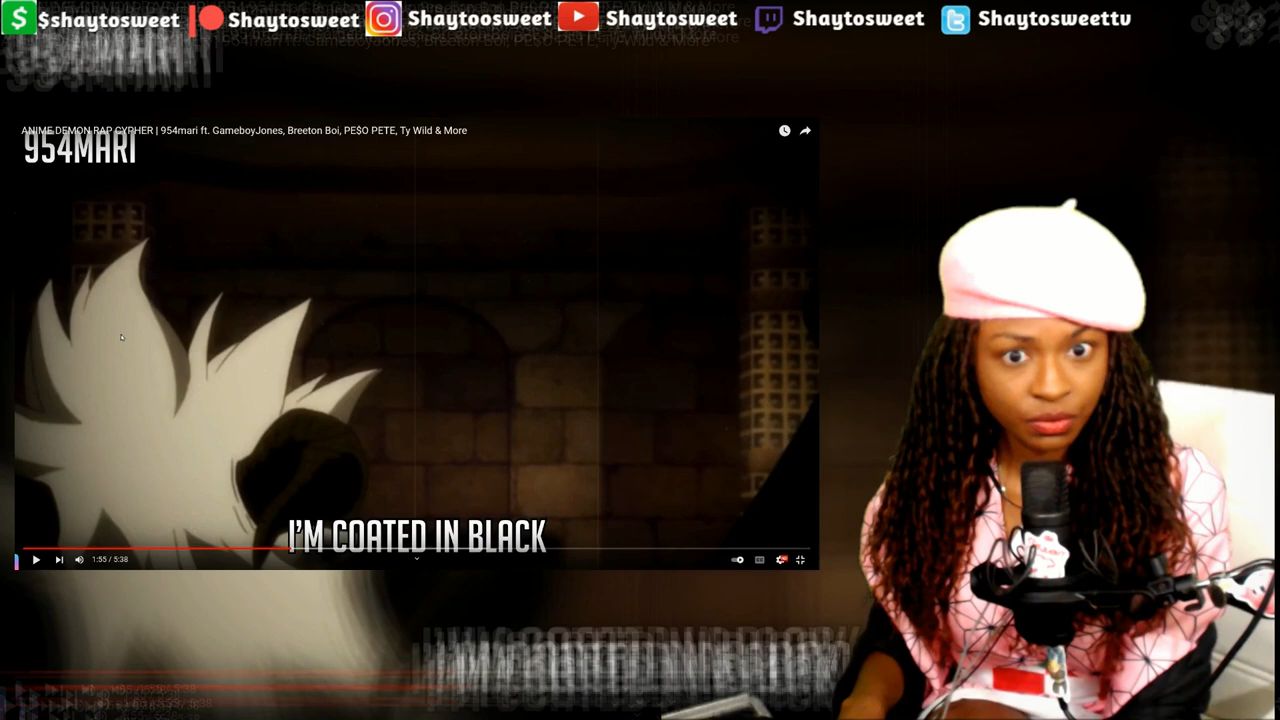 $shaytosweet
Shaytosweet
Shaytoosweet
Shaytosweet
Shaytosweet
Shaytosweettv
ANIME DEMON RAP CYPHER | 954mari ft. GameboyJones, Breeton Boi, PE$O PETE, Ty Wild & More
954MARI
I'M COATED IN BLACK
1:55 / 5:38